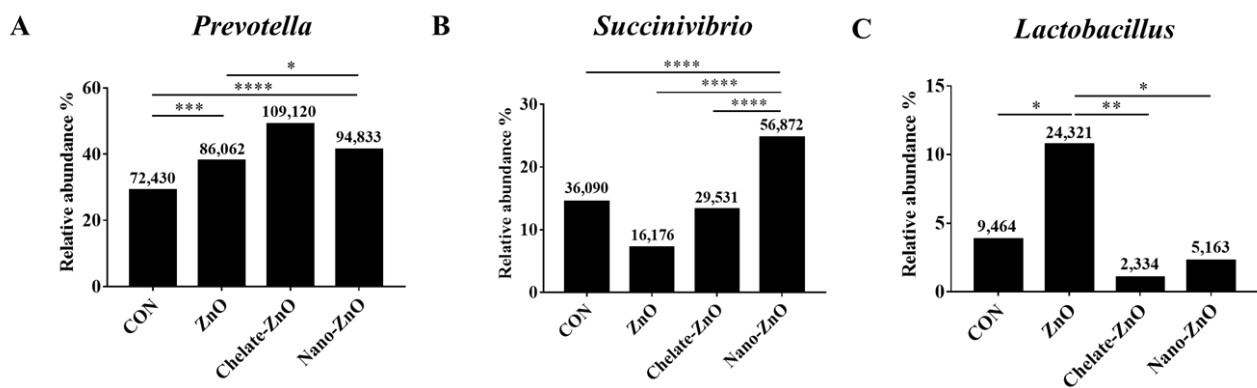 A
Prevotella
Relative abundance %
60
40
20
0
*
****
***
72,430
86,062
109,120
94,833
CON
ZnO
Chelate-ZnO
Nano-ZnO
B
Succinivibrio
Relative abundance %
30
20
10
0
****
****
****
36,090
16,176
29,531
56,872
CON
ZnO
Chelate-ZnO
Nano-ZnO
C
Lactobacillus
Relative abundance %
15
10
5
0
*
*
**
9,464
24,321
2,334
5,163
CON
ZnO
Chelate-ZnO
Nano-ZnO